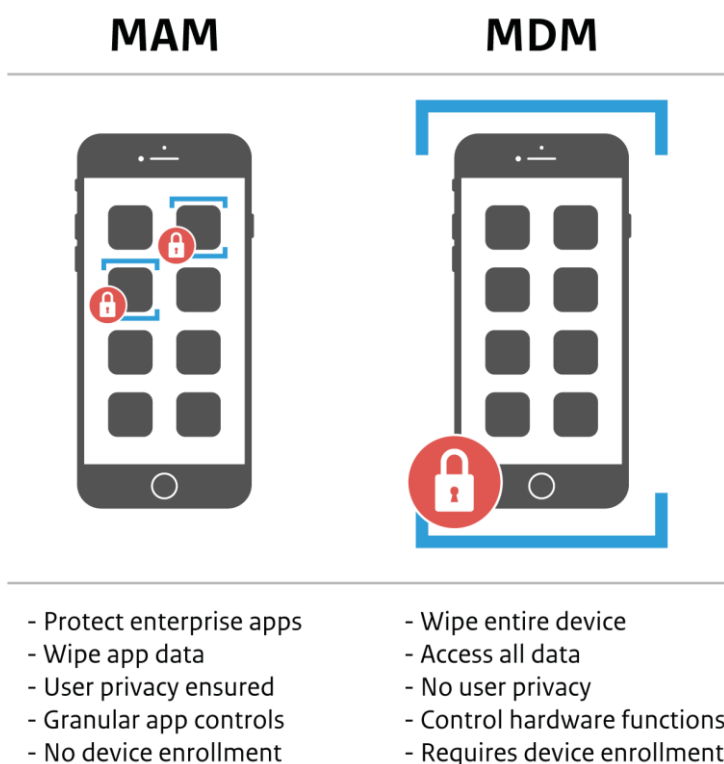 MAM
MDM
- Protect enterprise apps
- Wipe app data
- User privacy ensured
- Granular app controls
- No device enrollment
- Wipe entire device
- Access all data
- No user privacy
- Control hardware functions
- Requires device enrollment